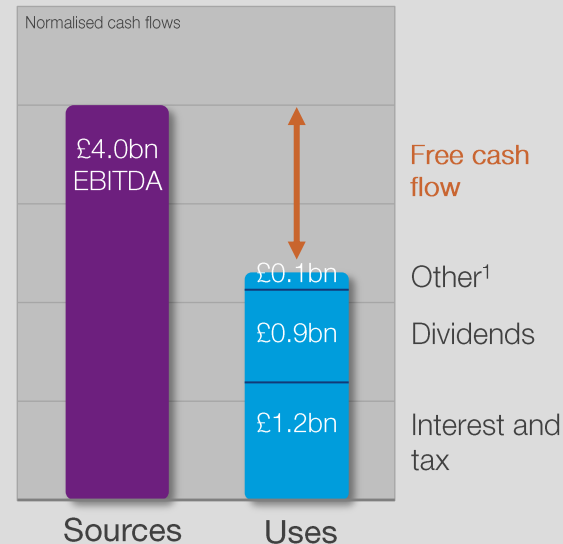 Normalised cash flows
£4.0bn
EBITDA
Free cash
flow
£0.1bn
Other¹
£0.9bn
Dividends
£1.2bn
Interest and
tax
Sources
Uses